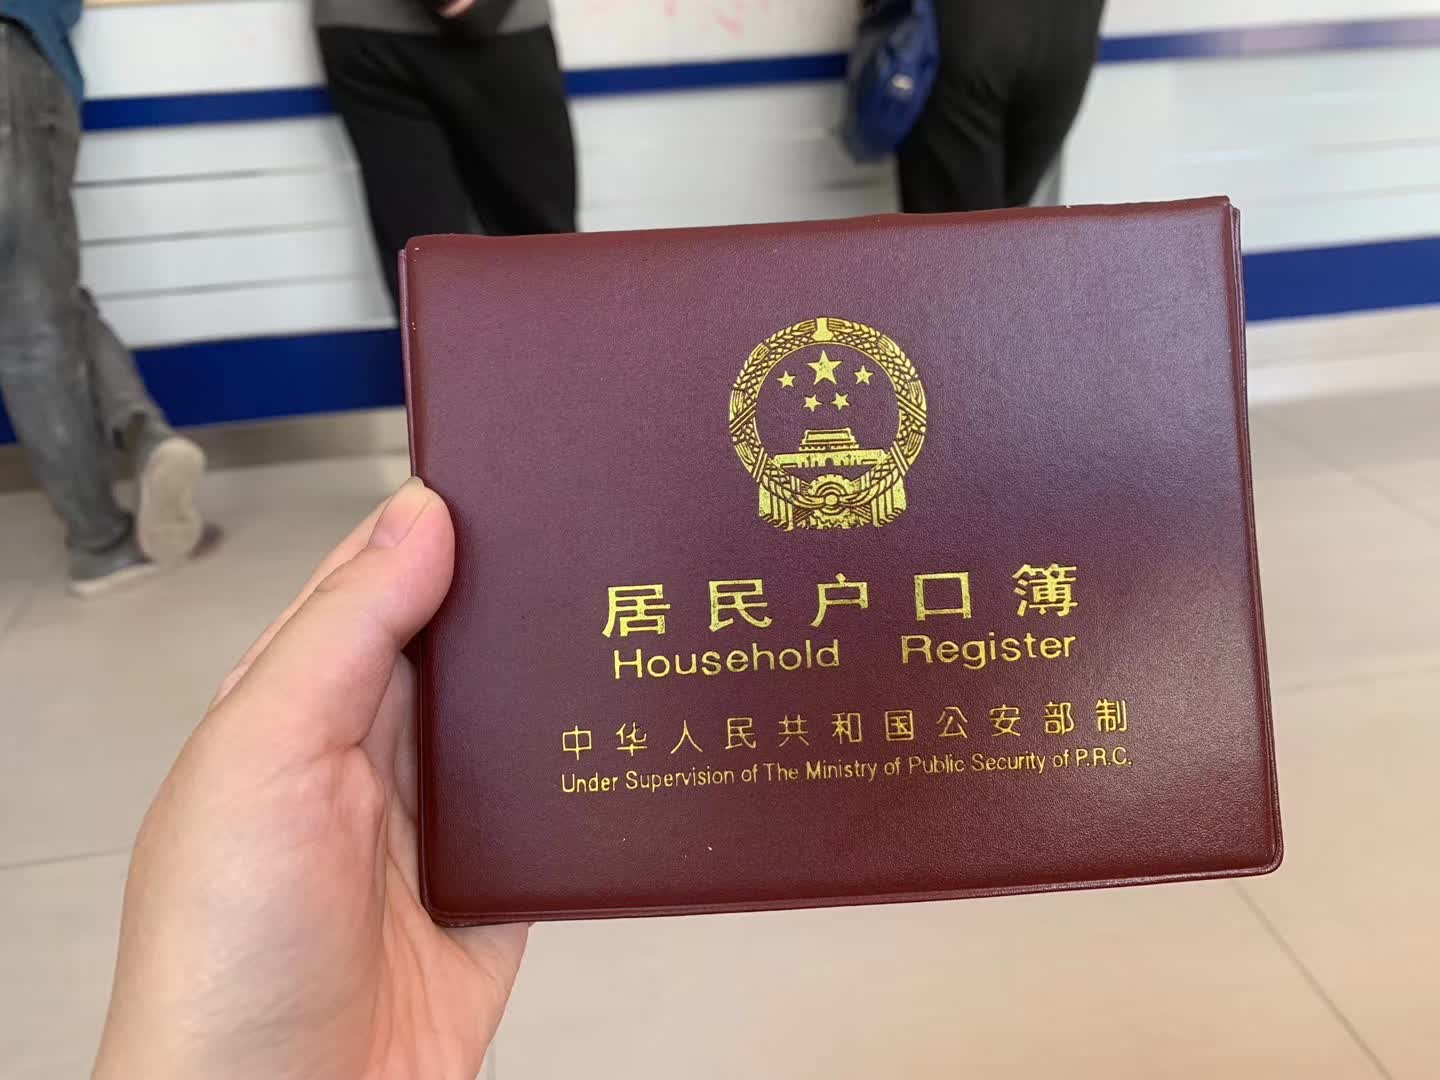 居民户口簿
Household Register
中华人民共和国公安部制
Under Supervision of The Ministry of Public Security of P.R.C.